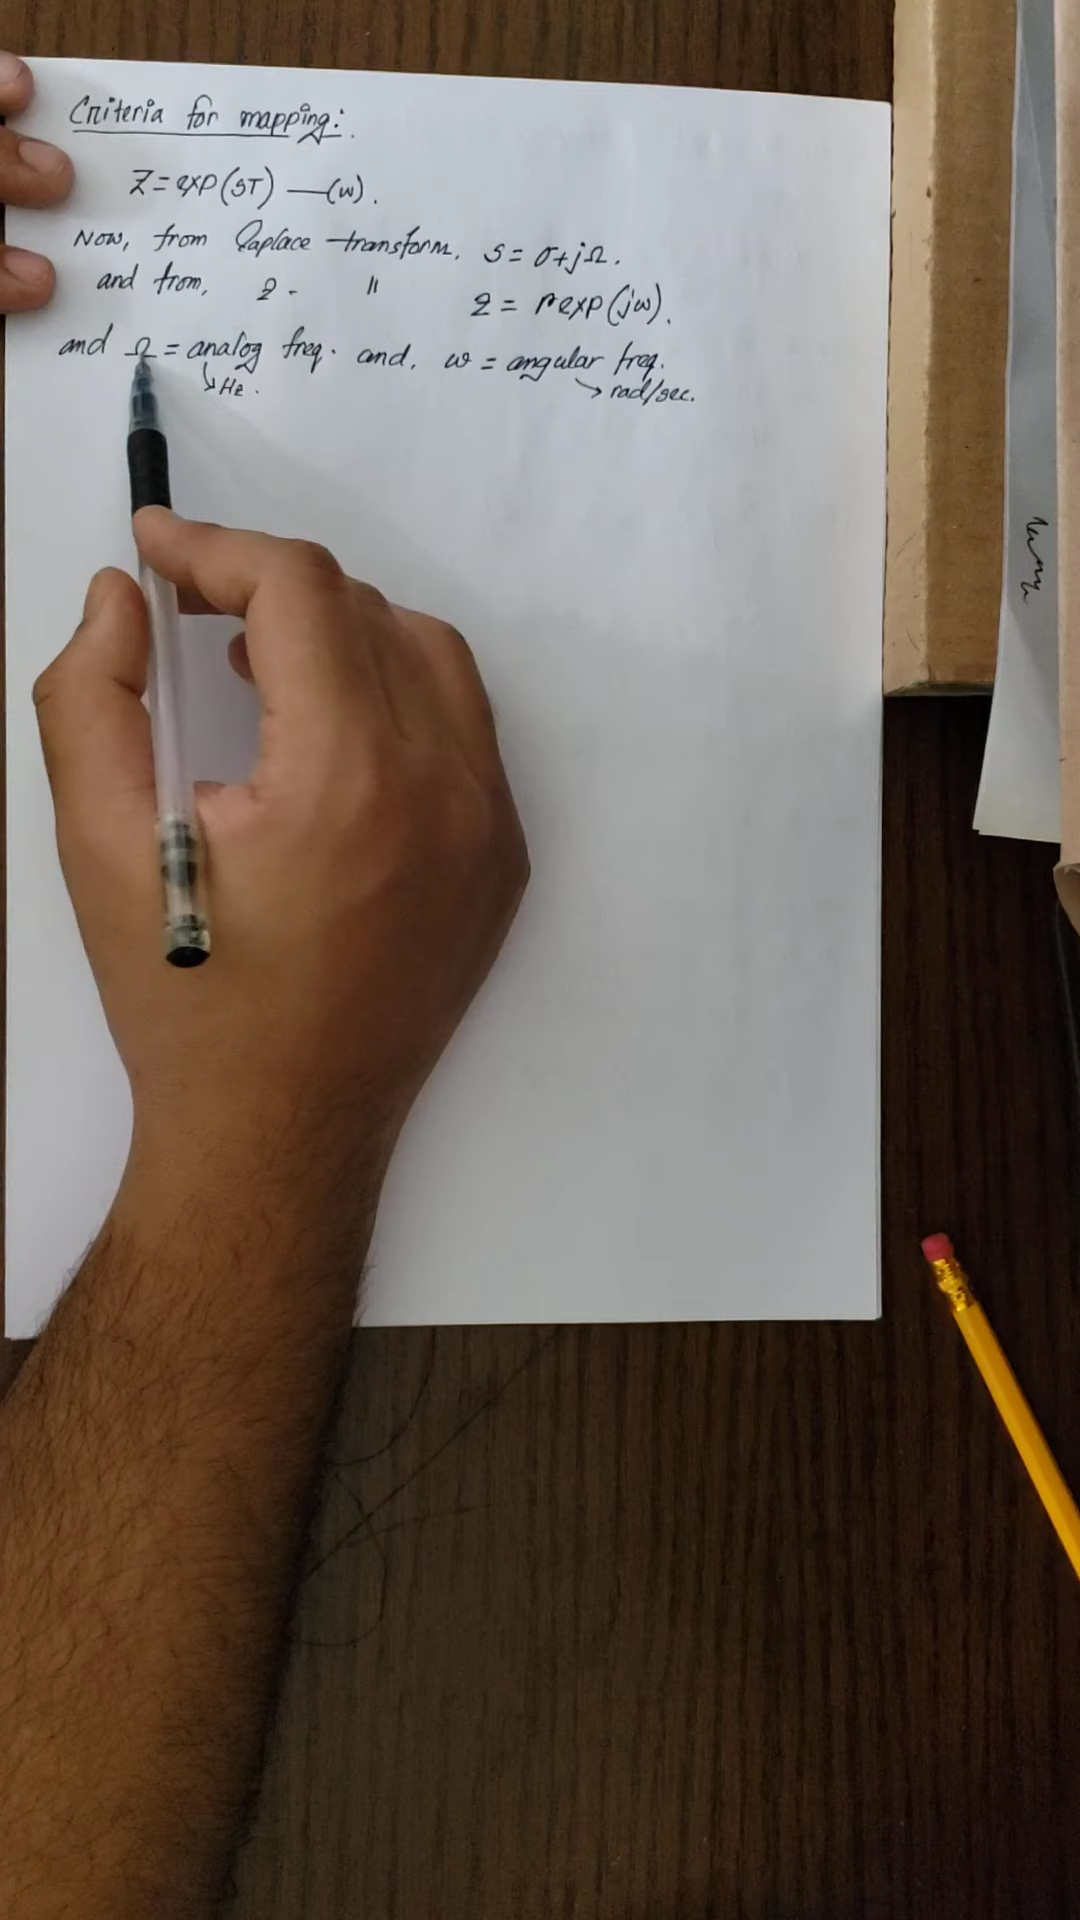 Criteria for mapping:
Z = exp(ST) —(w).
Now, from Laplace transform, s = σ+jΩ.
and from, z - " z = r exp(jω).
and Ω = analog freq. and, ω = angular freq.
↳ Hz. → rad/sec.